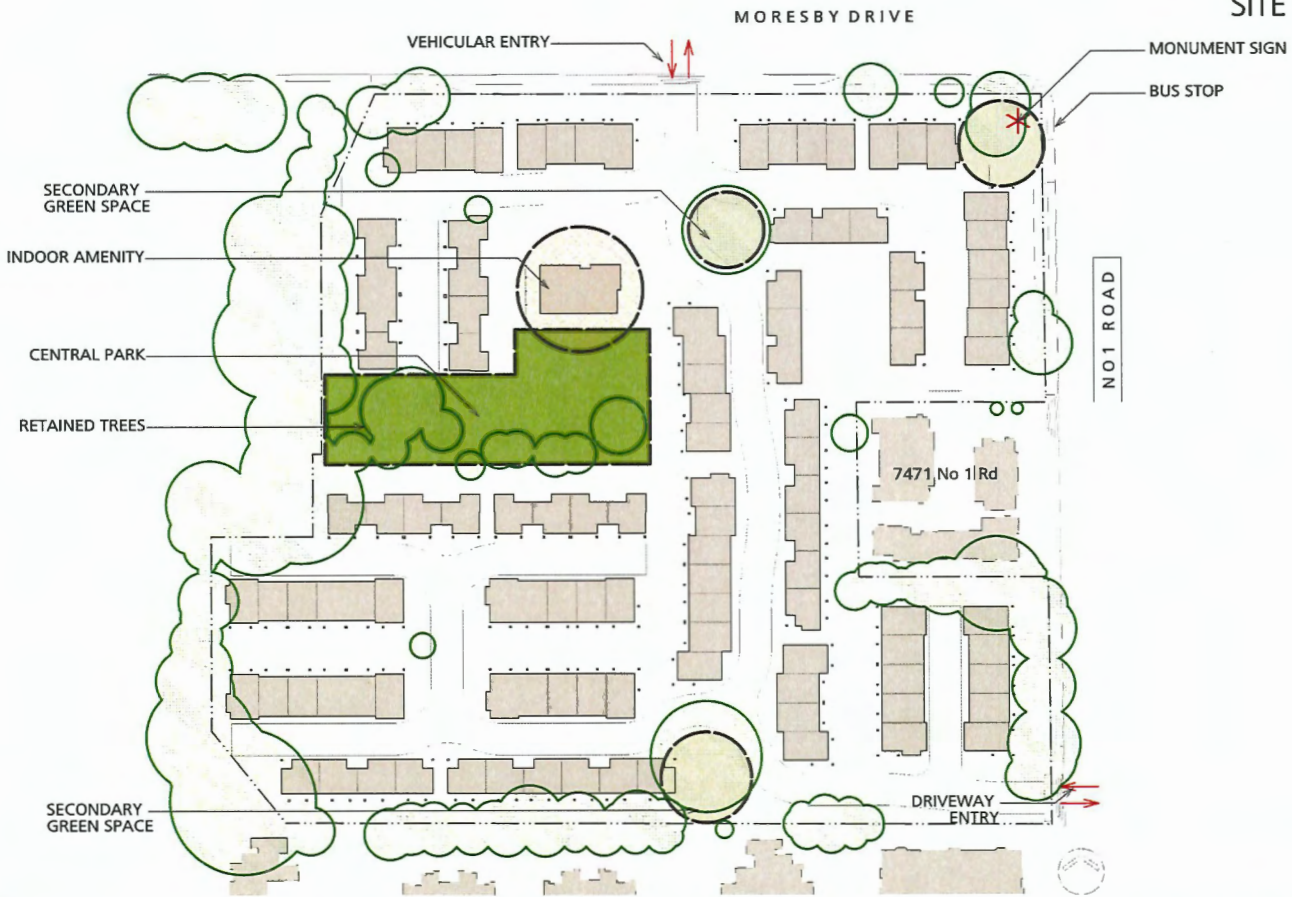 SITE
MORESBY DRIVE
VEHICULAR ENTRY
MONUMENT SIGN
BUS STOP
SECONDARY
GREEN SPACE
INDOOR AMENITY
NO1 ROAD
CENTRAL PARK
RETAINED TREES
7471 No 1 Rd
DRIVEWAY
ENTRY
SECONDARY
GREEN SPACE